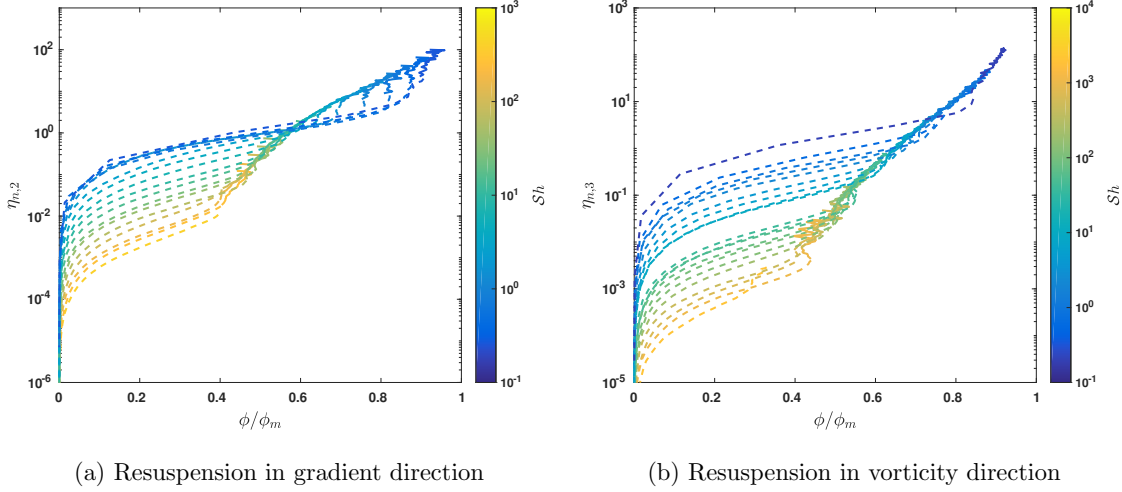 10^2
10^0
10^-2
10^-4
10^-6
η_{n,2}
0 0.2 0.4 0.6 0.8 1
ϕ/ϕ_m
10^3
10^2
10^1
10^0
10^-1
Sh
(a) Resuspension in gradient direction
10^3
10^1
10^-1
10^-3
10^-5
η_{n,3}
0 0.2 0.4 0.6 0.8 1
ϕ/ϕ_m
10^4
10^3
10^2
10^1
10^0
10^-1
Sh
(b) Resuspension in vorticity direction